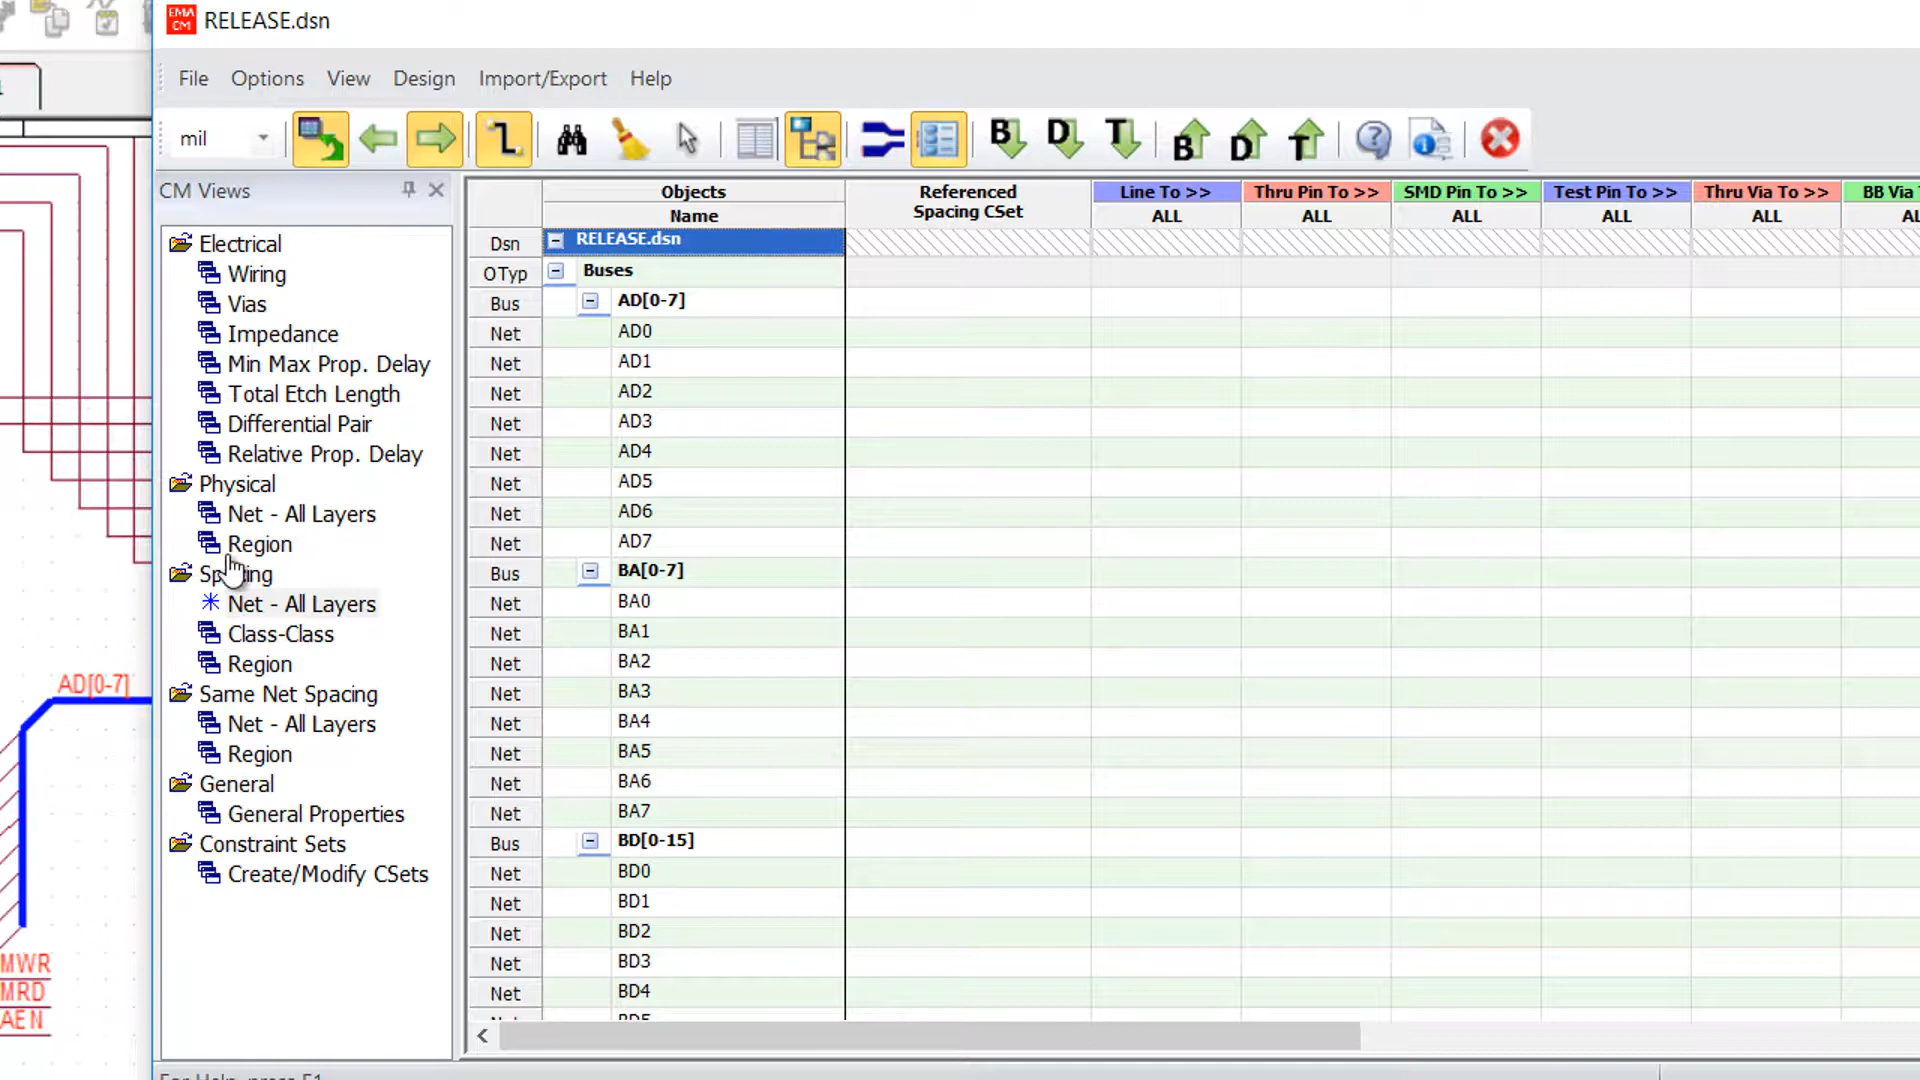 EMA
CM
RELEASE.dsn
File Options View Design Import/Export Help
mil
B D T B D T
CM Views
Electrical
Wiring
Vias
Impedance
Min Max Prop. Delay
Total Etch Length
Differential Pair
Relative Prop. Delay
Physical
Net - All Layers
Region
Spacing
Net - All Layers
Class-Class
Region
Same Net Spacing
Net - All Layers
Region
General
General Properties
Constraint Sets
Create/Modify CSets
Objects Referenced Line To >> Thru Pin To >> SMD Pin To >> Test Pin To >> Thru Via To >> BB Via
Name Spacing CSet ALL ALL ALL ALL ALL AL
Dsn RELEASE.dsn
OTyp Buses
Bus AD[0-7]
Net AD0
Net AD1
Net AD2
Net AD3
Net AD4
Net AD5
Net AD6
Net AD7
Bus BA[0-7]
Net BA0
Net BA1
Net BA2
Net BA3
Net BA4
Net BA5
Net BA6
Net BA7
Bus BD[0-15]
Net BD0
Net BD1
Net BD2
Net BD3
Net BD4
AD[0-7]
MWR
MRD
AEN